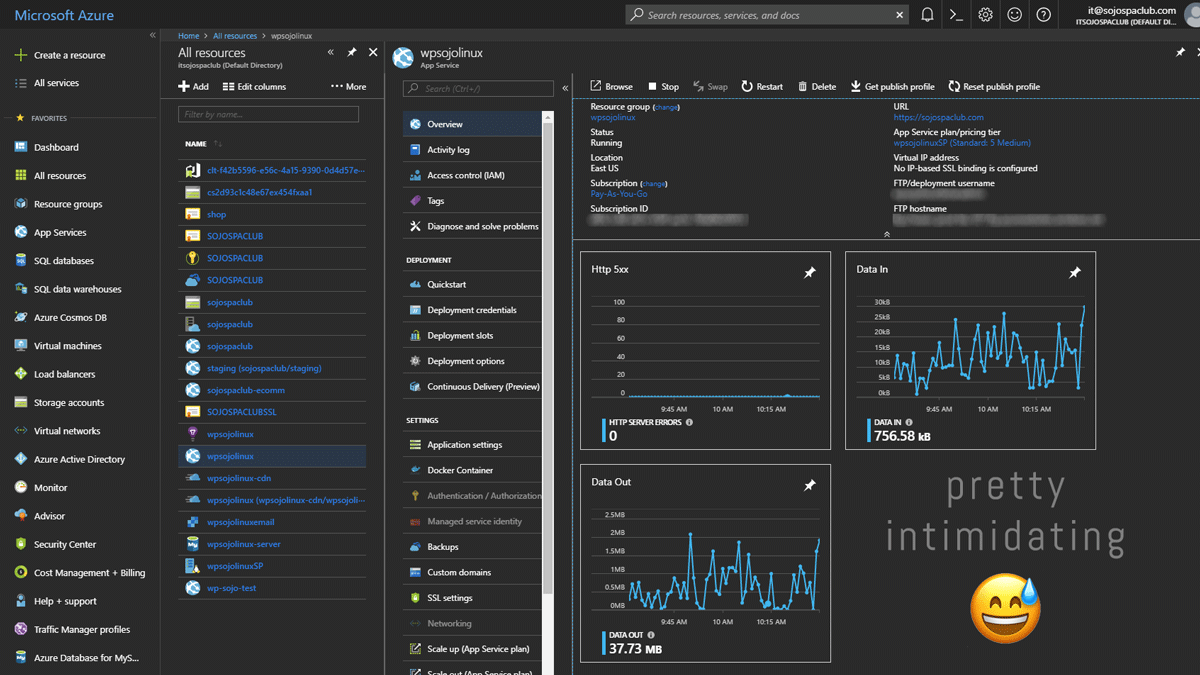 Microsoft Azure
Search resources, services, and docs
it@sojospaclub.com
ITSOJOSPACLUB (DEFAULT DI...
Create a resource
All services
FAVORITES
Dashboard
All resources
Resource groups
App Services
SQL databases
SQL data warehouses
Azure Cosmos DB
Virtual machines
Load balancers
Storage accounts
Virtual networks
Azure Active Directory
Monitor
Advisor
Security Center
Cost Management + Billing
Help + support
Traffic Manager profiles
Azure Database for MyS...
Home > All resources > wpsojolinux
All resources
itsojospaclub (Default Directory)
Add Edit columns More
Filter by name...
NAME
clt-f42b5596-e56c-4a15-9390-0d4d57e...
cs2d93c1c48e67ex454fxaa1
shop
SOJOSPACLUB
SOJOSPACLUB
SOJOSPACLUB
sojospaclub
sojospaclub
sojospaclub
staging (sojospaclub/staging)
sojospaclub-ecomm
SOJOSPACLUBSSL
wpsojolinux
wpsojolinux
wpsojolinux-cdn
wpsojolinux (wpsojolinux-cdn/wpsojoli...
wpsojolinuxemail
wpsojolinux-server
wpsojolinuxSP
wp-sojo-test
wpsojolinux
App Service
Search (Ctrl+/)
Overview
Activity log
Access control (IAM)
Tags
Diagnose and solve problems
DEPLOYMENT
Quickstart
Deployment credentials
Deployment slots
Deployment options
Continuous Delivery (Preview)
SETTINGS
Application settings
Docker Container
Authentication / Authorization
Managed service identity
Backups
Custom domains
SSL settings
Networking
Scale up (App Service plan)
Scale out (App Service plan)
Browse Stop Swap Restart Delete Get publish profile Reset publish profile
Resource group (change)
wpsojolinux
Status
Running
Location
East US
Subscription (change)
Pay-As-You-Go
Subscription ID
URL
https://sojospaclub.com
App Service plan/pricing tier
wpsojolinuxSP (Standard: 5 Medium)
Virtual IP address
No IP-based SSL binding is configured
FTP/deployment username
FTP hostname
Http 5xx
100
80
60
40
20
0
9:45 AM 10 AM 10:15 AM
HTTP SERVER ERRORS
0
Data In
30kB
25kB
20kB
15kB
10kB
5kB
0kB
9:45 AM 10 AM 10:15 AM
DATA IN
756.58 kB
Data Out
2.5MB
2MB
1.5MB
1MB
0.5MB
0MB
9:45 AM 10 AM 10:15 AM
DATA OUT
37.73 MB
pretty
intimidating